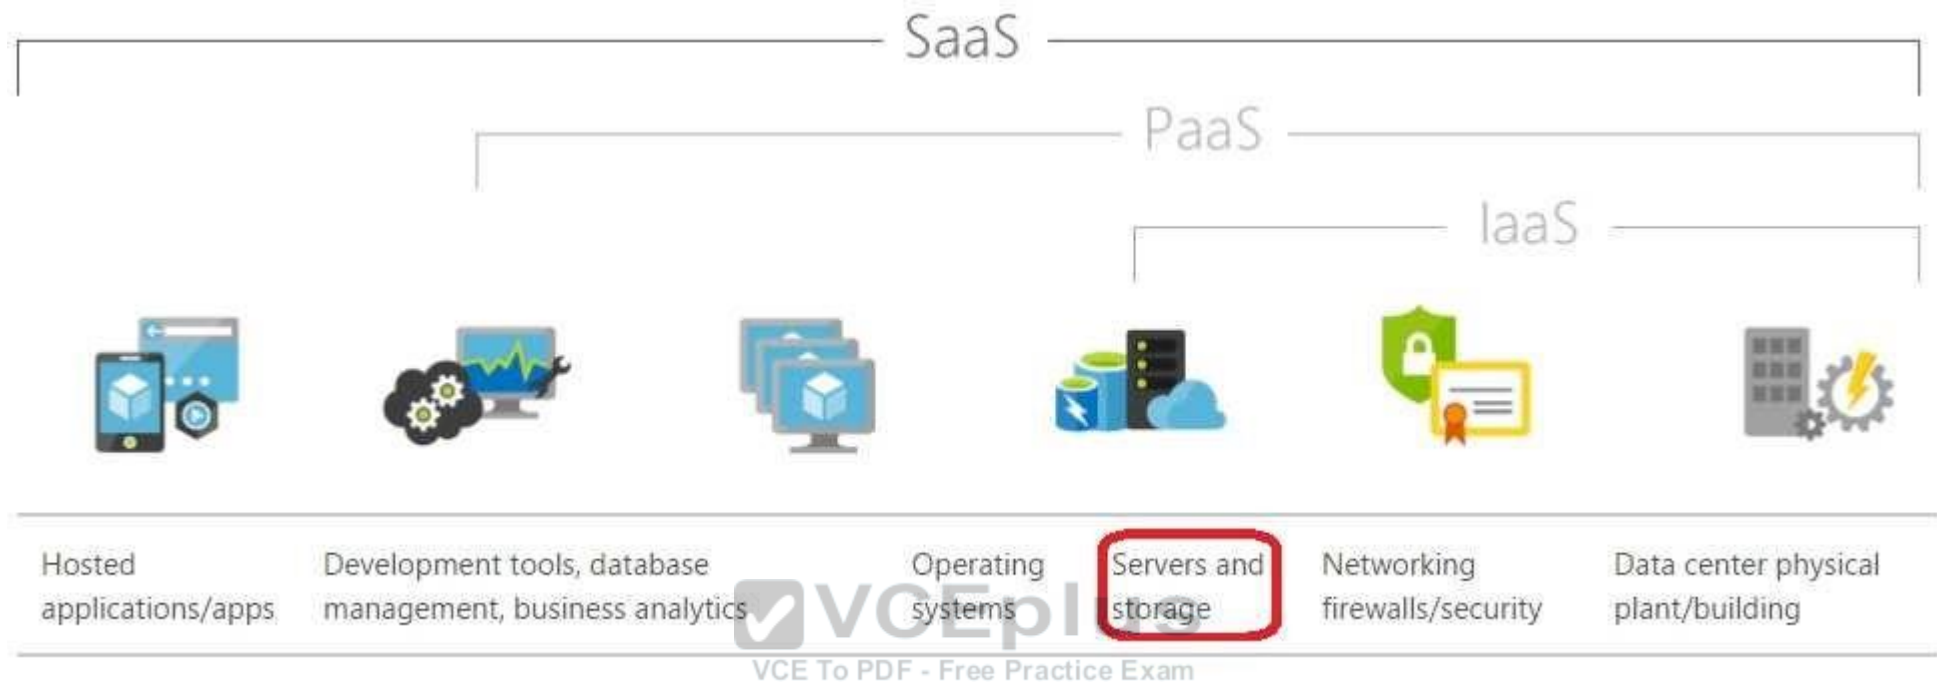 SaaS
PaaS
IaaS
Hosted
applications/apps
Development tools, database
management, business analytics
Operating
systems
Servers and
storage
Networking
firewalls/security
Data center physical
plant/building
VCEplus
VCE To PDF - Free Practice Exam